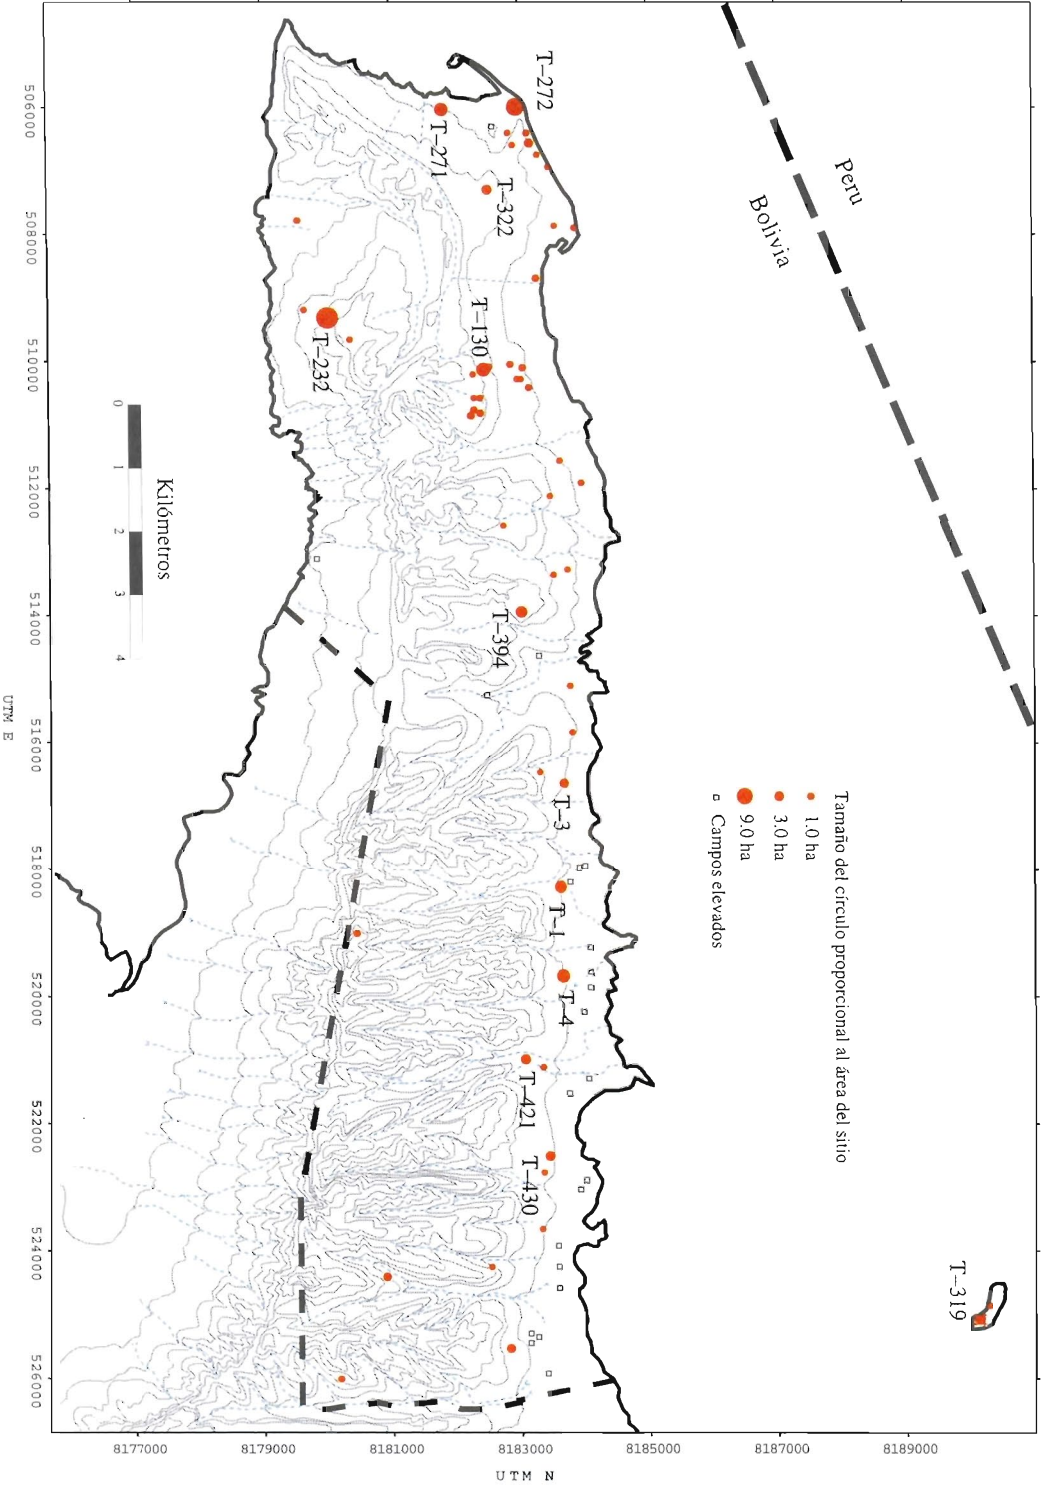 Peru
Bolivia
T-272
T-271
T-322
T-130
T-232
T-394
T-3
T-1
T-4
T-421
T-430
T-319
Tamaño del círculo proporcional al área del sitio
1.0 ha
3.0 ha
9.0 ha
Campos elevados
Kilómetros
0 1 2 3 4
506000 508000 510000 512000 514000 516000 518000 520000 522000 524000 526000
UTM E
8177000 8179000 8181000 8183000 8185000 8187000 8189000
UTM N